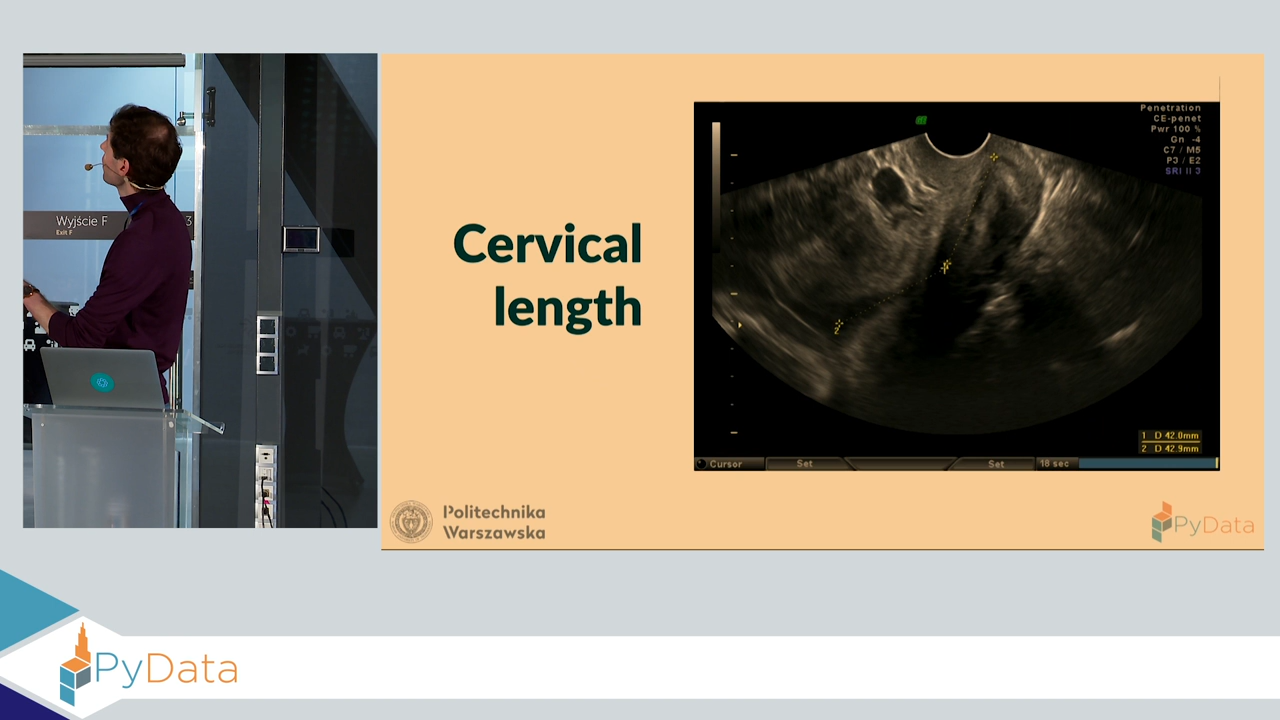 Wyjście F
Exit F
3
Cervical
length
Penetration
CE-penet
Pwr 100 %
Gn -4
C7 / M5
P3 / E2
SRI II 3
2
1 D 42.0mm
2 D 42.9mm
Cursor
Set
Set
18 sec
Politechnika
Warszawska
PyData
PyData